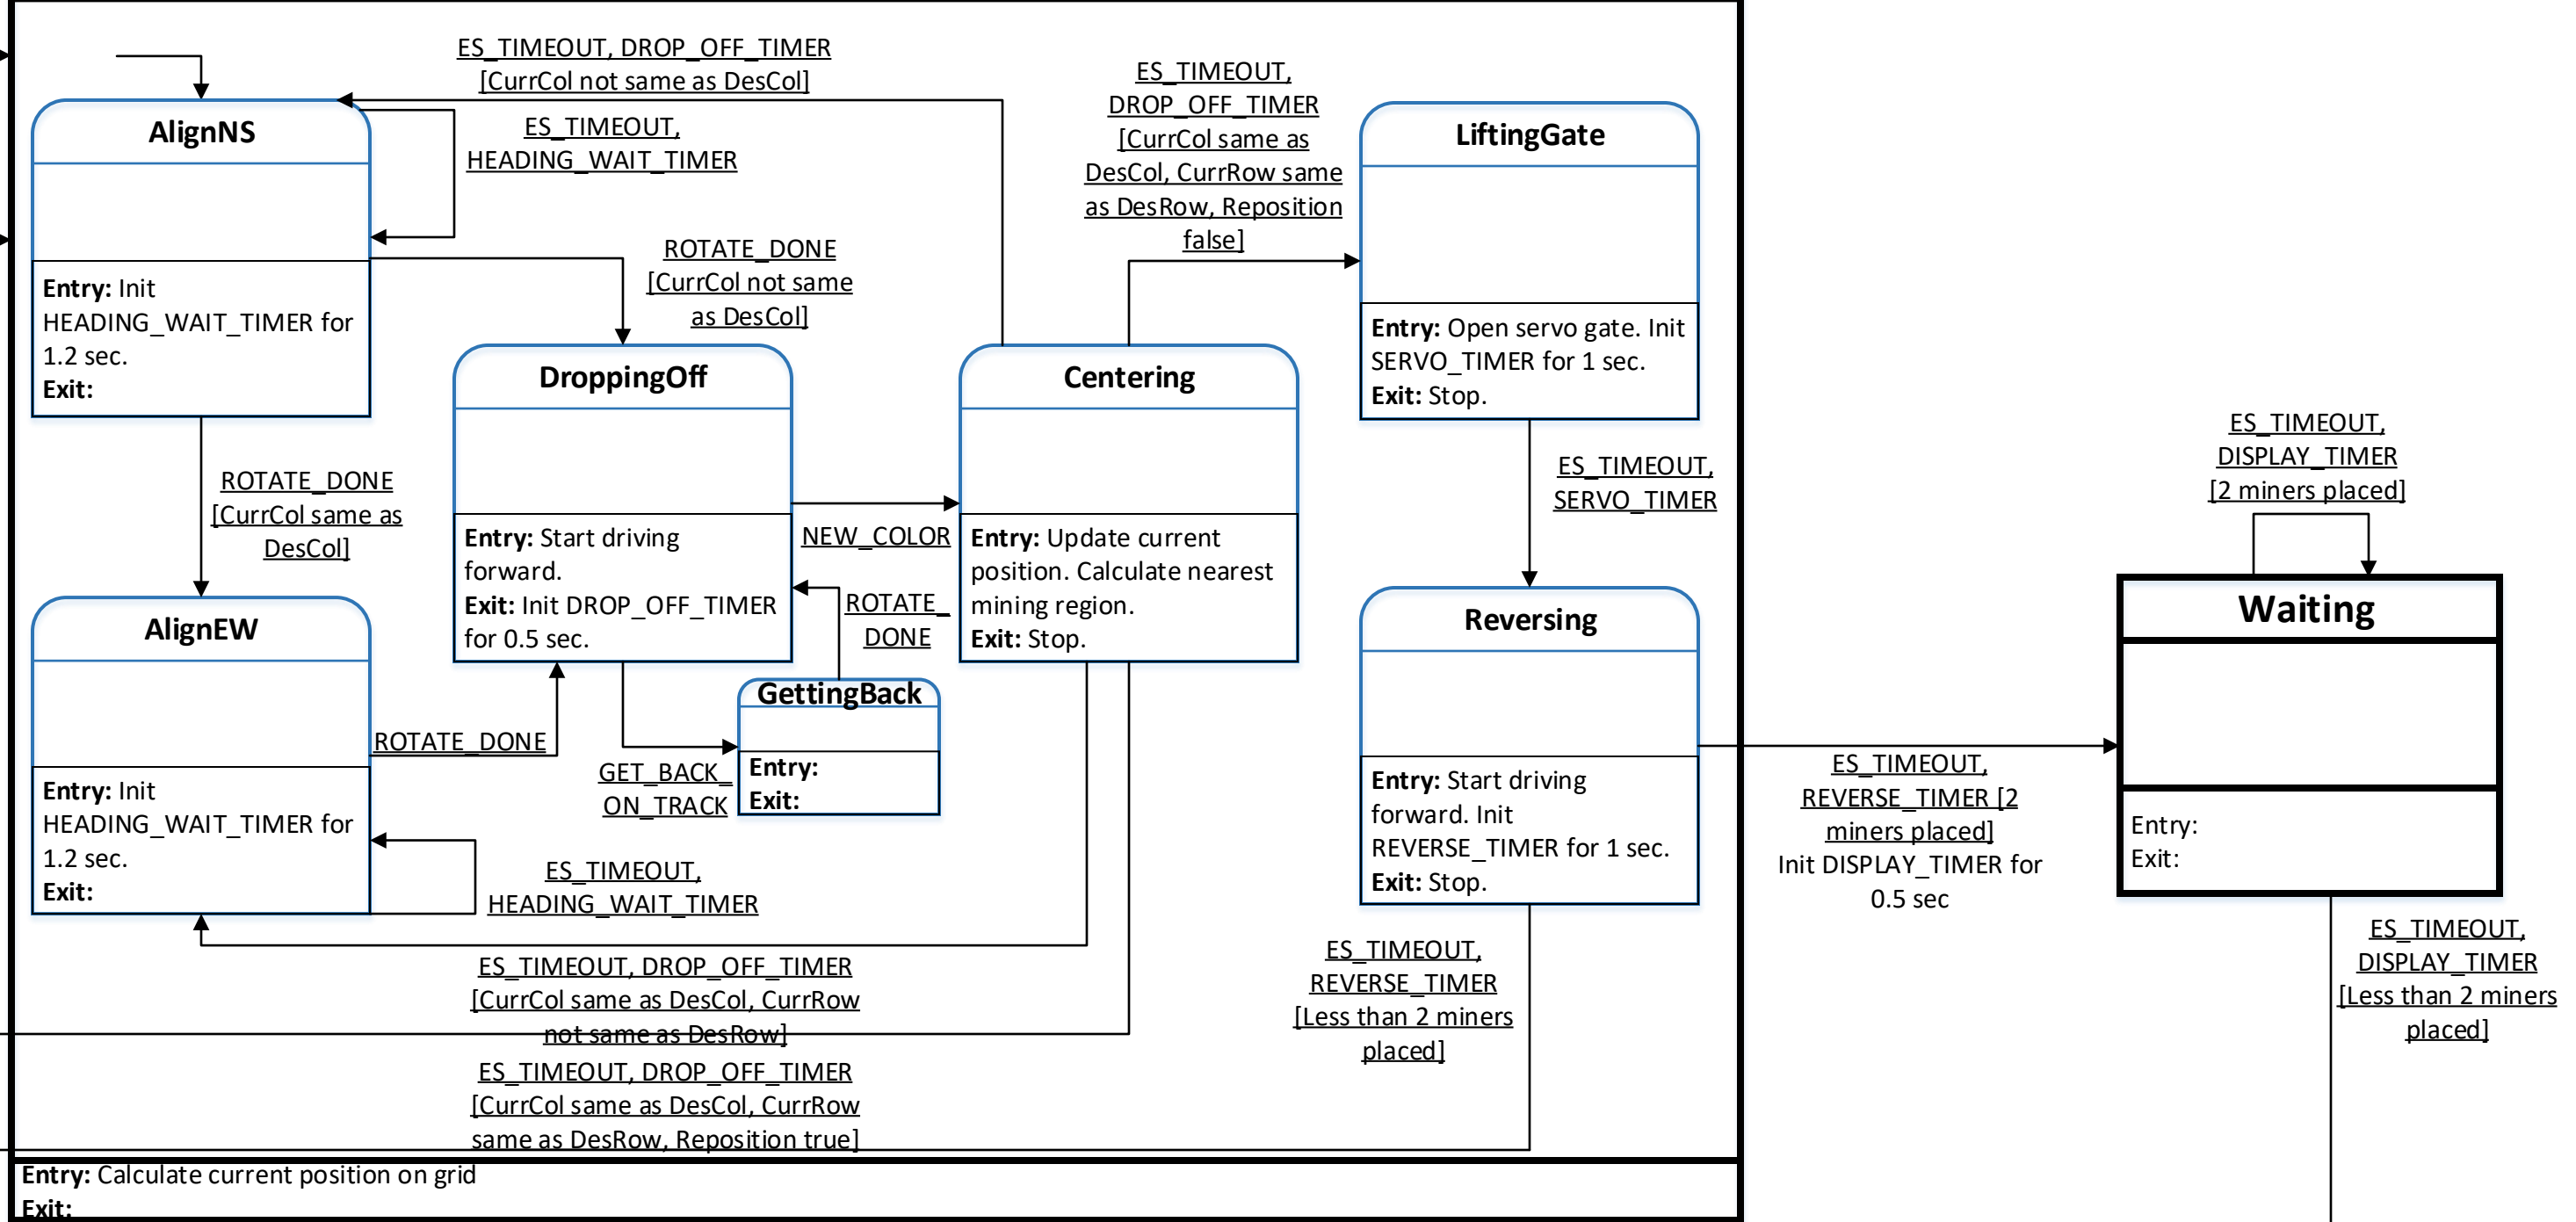 ES_TIMEOUT, DROP_OFF_TIMER
[CurrCol not same as DesCol]
AlignNS
ES_TIMEOUT,
HEADING_WAIT_TIMER
Entry: Init
HEADING_WAIT_TIMER for
1.2 sec.
Exit:
ROTATE_DONE
[CurrCol not same
as DesCol]
ES_TIMEOUT,
DROP_OFF_TIMER
[CurrCol same as
DesCol, CurrRow same
as DesRow, Reposition
false]
LiftingGate
Entry: Open servo gate. Init
SERVO_TIMER for 1 sec.
Exit: Stop.
DroppingOff
Entry: Start driving
forward.
Exit: Init DROP_OFF_TIMER
for 0.5 sec.
NEW_COLOR
Centering
Entry: Update current
position. Calculate nearest
mining region.
Exit: Stop.
ROTATE_DONE
[CurrCol same as
DesCol]
ES_TIMEOUT,
SERVO_TIMER
ES_TIMEOUT,
DISPLAY_TIMER
[2 miners placed]
AlignEW
Entry: Init
HEADING_WAIT_TIMER for
1.2 sec.
Exit:
ROTATE_DONE
ROTATE_
DONE
GettingBack
Entry:
Exit:
GET_BACK_
ON_TRACK
ES_TIMEOUT,
HEADING_WAIT_TIMER
Reversing
Entry: Start driving
forward. Init
REVERSE_TIMER for 1 sec.
Exit: Stop.
ES_TIMEOUT,
REVERSE_TIMER [2
miners placed]
Init DISPLAY_TIMER for
0.5 sec
Waiting
Entry:
Exit:
ES_TIMEOUT, DROP_OFF_TIMER
[CurrCol same as DesCol, CurrRow
not same as DesRow]
ES_TIMEOUT, DROP_OFF_TIMER
[CurrCol same as DesCol, CurrRow
same as DesRow, Reposition true]
ES_TIMEOUT,
REVERSE_TIMER
[Less than 2 miners
placed]
ES_TIMEOUT,
DISPLAY_TIMER
[Less than 2 miners
placed]
Entry: Calculate current position on grid
Exit: